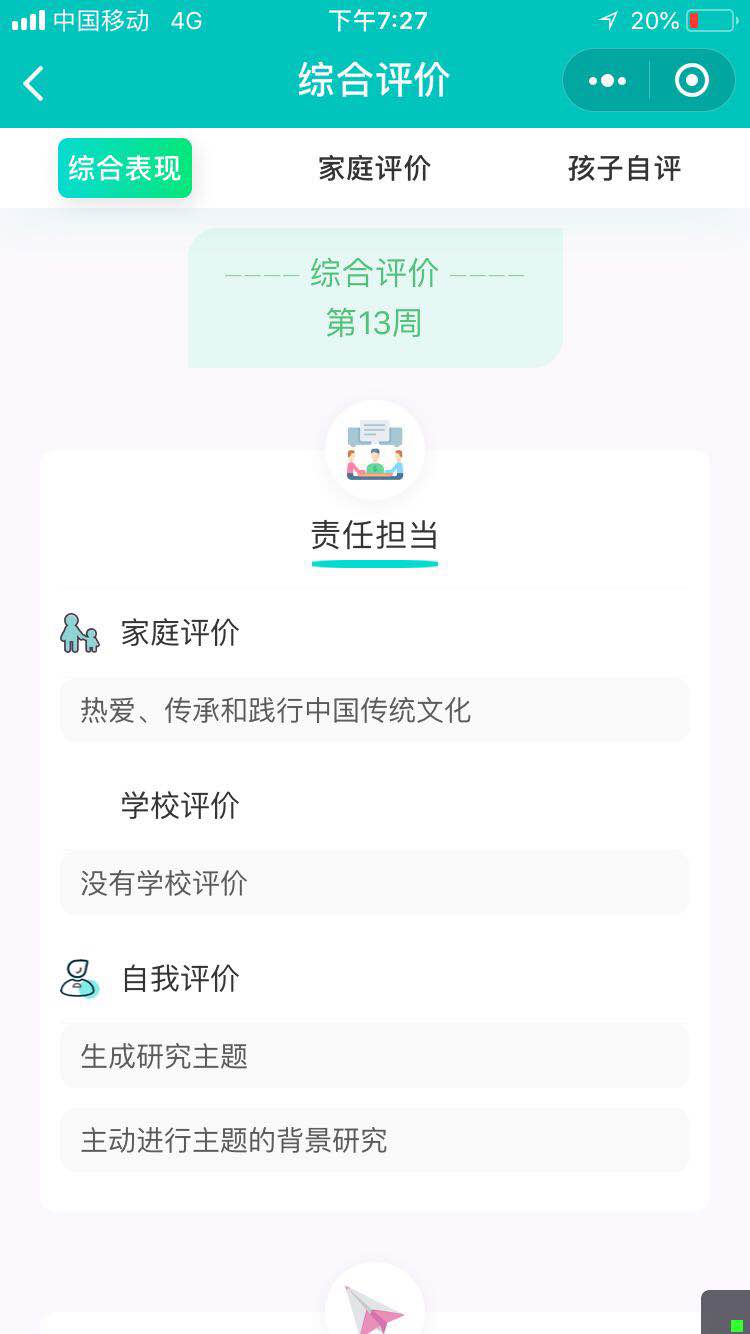 中国移动 4G 下午7:27 20%
综合评价
综合表现 家庭评价 孩子自评
综合评价
第13周
责任担当
家庭评价
热爱、传承和践行中国传统文化
学校评价
没有学校评价
自我评价
生成研究主题
主动进行主题的背景研究